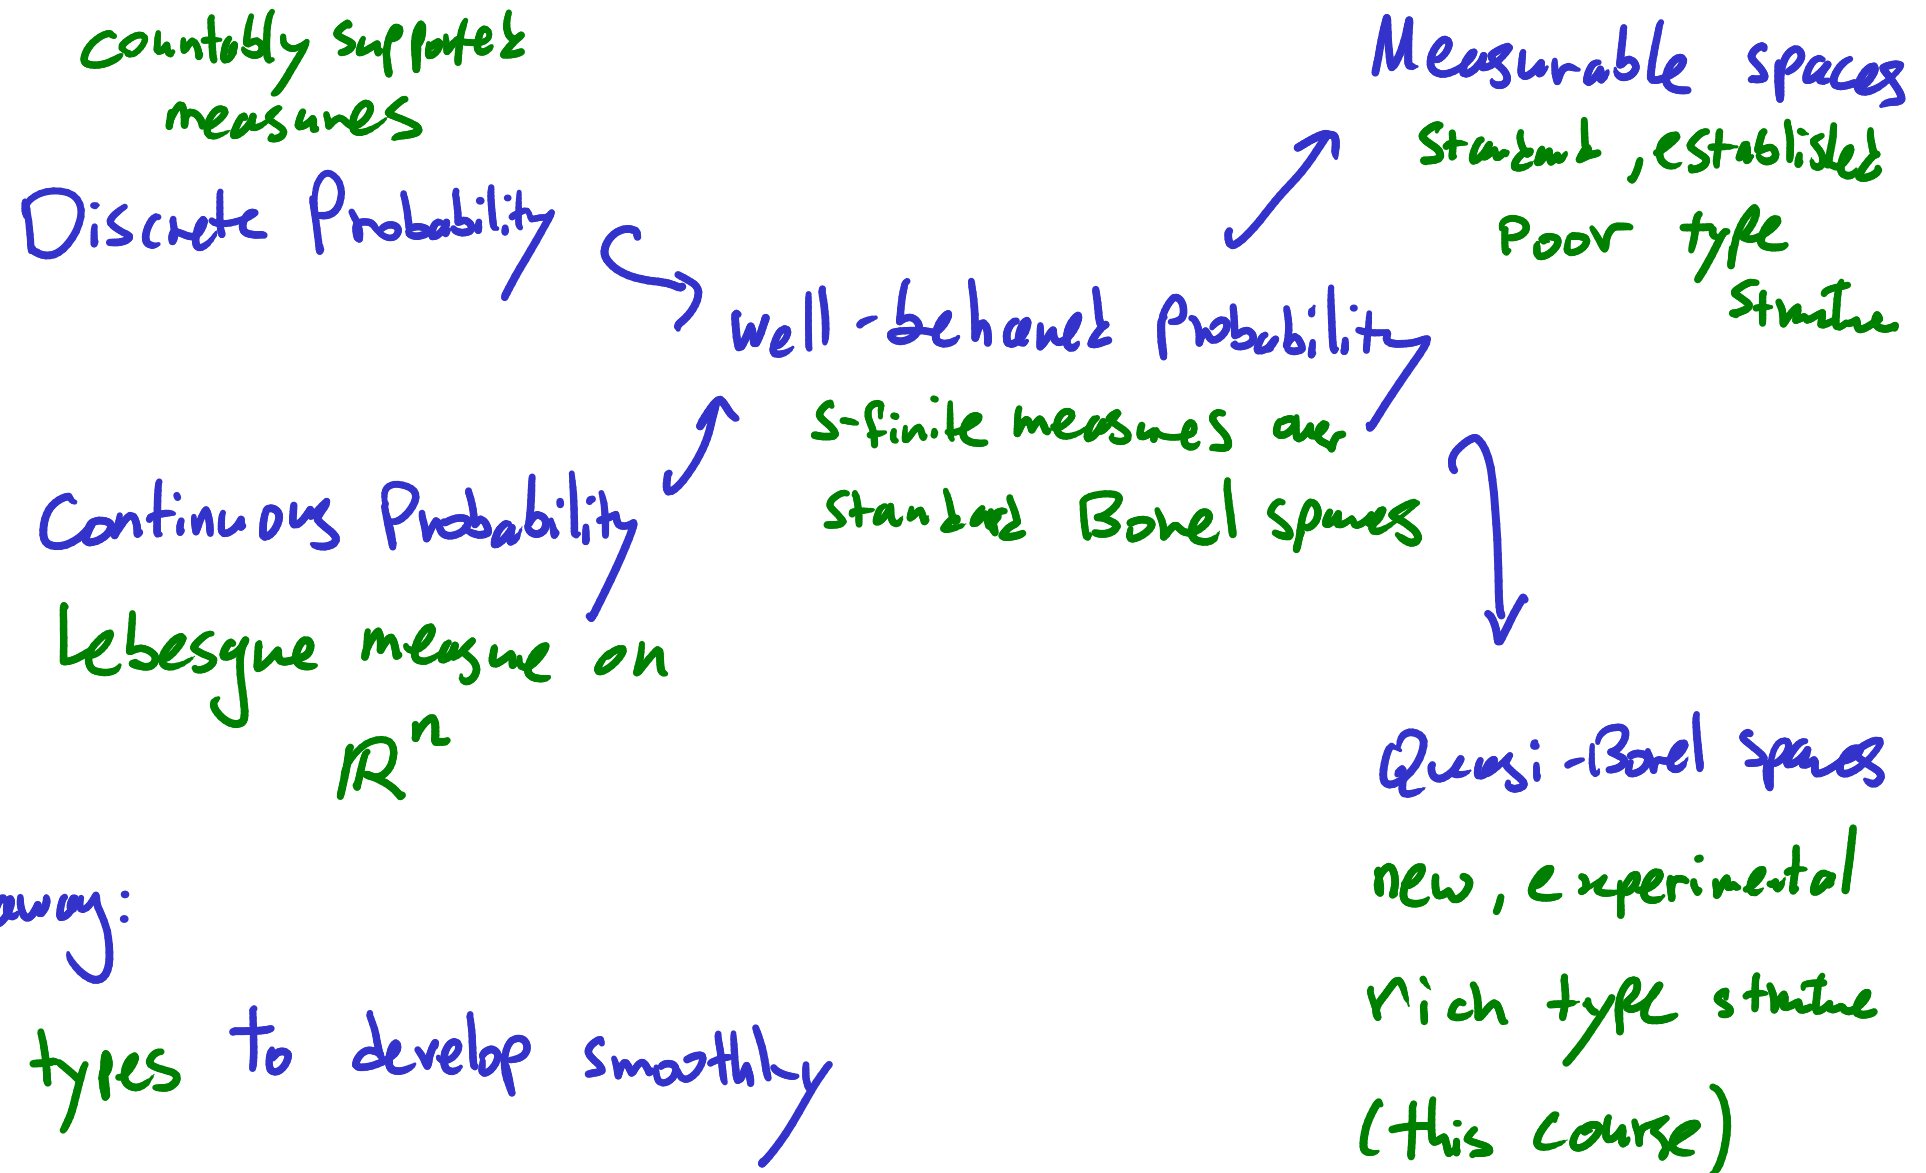 Countably supported
measures
Discrete Probability
Continuous Probability
Lebesgue measure on
ℝⁿ
well-behaved Probability
s-finite measures over
standard Borel spaces
Measurable spaces
standard, established
poor type
structure
Quasi-Borel spaces
new, experimental
rich type structure
(this course)
away:
types to develop smoothly